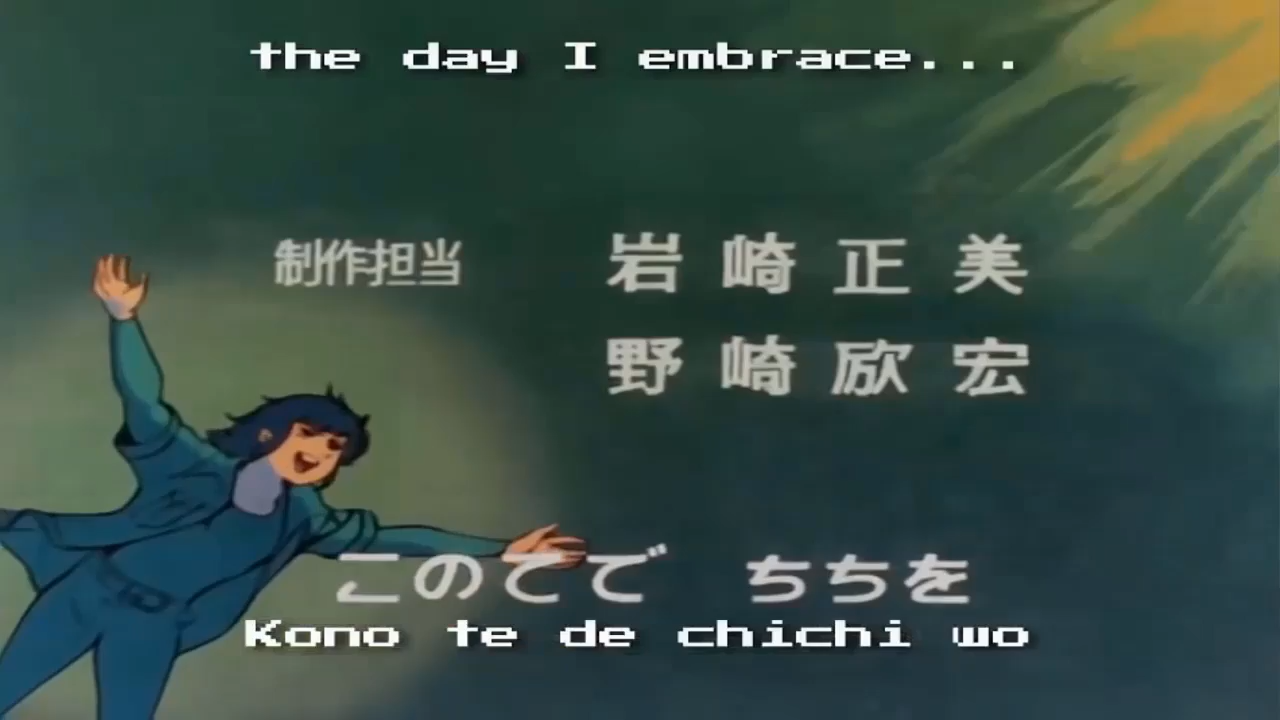 the day I embrace...
制作担当 岩崎正美
野崎欣宏
このてで ちちを
Kono te de chichi wo